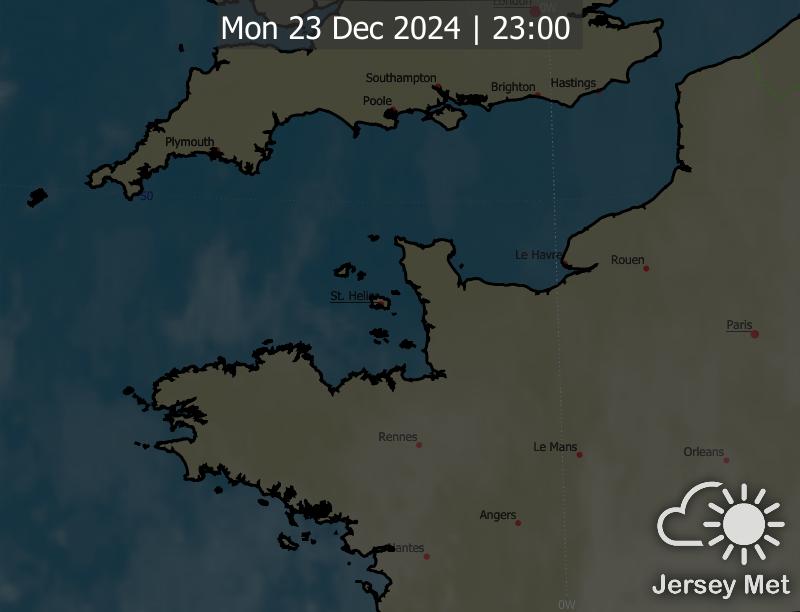 London
0W
Mon 23 Dec 2024 | 23:00
Southampton
Brighton
Hastings
Poole
Plymouth
50
Le Havre
Rouen
St. Helier
Paris
Rennes
Le Mans
Orleans
Angers
Nantes
Jersey Met
0W